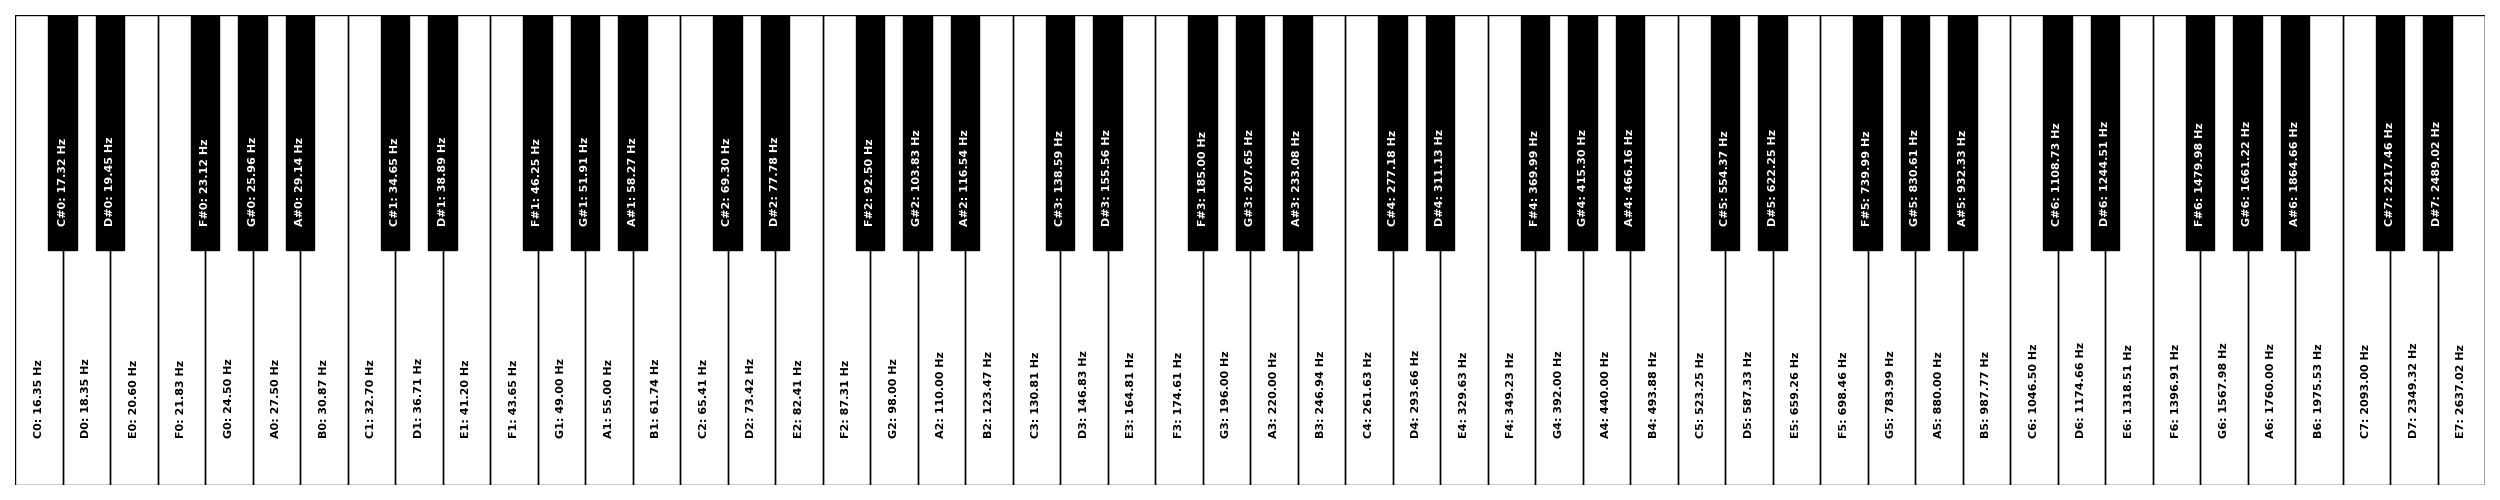 C#0: 17.32 Hz
D#0: 19.45 Hz
F#0: 23.12 Hz
G#0: 25.96 Hz
A#0: 29.14 Hz
C#1: 34.65 Hz
D#1: 38.89 Hz
F#1: 46.25 Hz
G#1: 51.91 Hz
A#1: 58.27 Hz
C#2: 69.30 Hz
D#2: 77.78 Hz
F#2: 92.50 Hz
G#2: 103.83 Hz
A#2: 116.54 Hz
C#3: 138.59 Hz
D#3: 155.56 Hz
F#3: 185.00 Hz
G#3: 207.65 Hz
A#3: 233.08 Hz
C#4: 277.18 Hz
D#4: 311.13 Hz
F#4: 369.99 Hz
G#4: 415.30 Hz
A#4: 466.16 Hz
C#5: 554.37 Hz
D#5: 622.25 Hz
F#5: 739.99 Hz
G#5: 830.61 Hz
A#5: 932.33 Hz
C#6: 1108.73 Hz
D#6: 1244.51 Hz
F#6: 1479.98 Hz
G#6: 1661.22 Hz
A#6: 1864.66 Hz
C#7: 2217.46 Hz
D#7: 2489.02 Hz
C0: 16.35 Hz
D0: 18.35 Hz
E0: 20.60 Hz
F0: 21.83 Hz
G0: 24.50 Hz
A0: 27.50 Hz
B0: 30.87 Hz
C1: 32.70 Hz
D1: 36.71 Hz
E1: 41.20 Hz
F1: 43.65 Hz
G1: 49.00 Hz
A1: 55.00 Hz
B1: 61.74 Hz
C2: 65.41 Hz
D2: 73.42 Hz
E2: 82.41 Hz
F2: 87.31 Hz
G2: 98.00 Hz
A2: 110.00 Hz
B2: 123.47 Hz
C3: 130.81 Hz
D3: 146.83 Hz
E3: 164.81 Hz
F3: 174.61 Hz
G3: 196.00 Hz
A3: 220.00 Hz
B3: 246.94 Hz
C4: 261.63 Hz
D4: 293.66 Hz
E4: 329.63 Hz
F4: 349.23 Hz
G4: 392.00 Hz
A4: 440.00 Hz
B4: 493.88 Hz
C5: 523.25 Hz
D5: 587.33 Hz
E5: 659.26 Hz
F5: 698.46 Hz
G5: 783.99 Hz
A5: 880.00 Hz
B5: 987.77 Hz
C6: 1046.50 Hz
D6: 1174.66 Hz
E6: 1318.51 Hz
F6: 1396.91 Hz
G6: 1567.98 Hz
A6: 1760.00 Hz
B6: 1975.53 Hz
C7: 2093.00 Hz
D7: 2349.32 Hz
E7: 2637.02 Hz